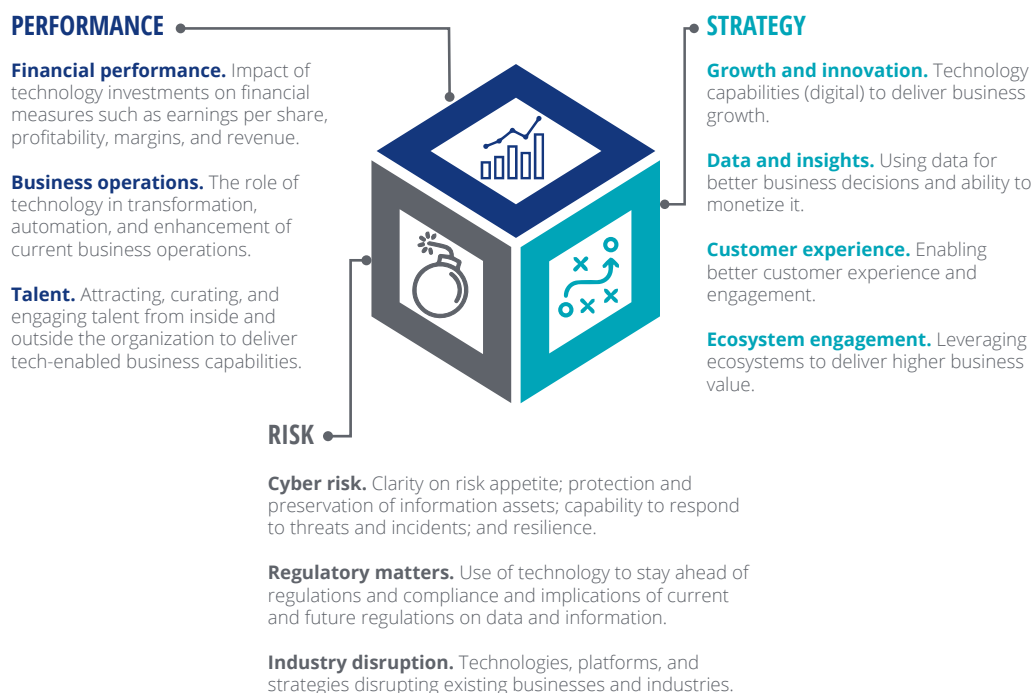 PERFORMANCE
Financial performance. Impact of
technology investments on financial
measures such as earnings per share,
profitability, margins, and revenue.
Business operations. The role of
technology in transformation,
automation, and enhancement of
current business operations.
Talent. Attracting, curating, and
engaging talent from inside and
outside the organization to deliver
tech-enabled business capabilities.
STRATEGY
Growth and innovation. Technology
capabilities (digital) to deliver business
growth.
Data and insights. Using data for
better business decisions and ability to
monetize it.
Customer experience. Enabling
better customer experience and
engagement.
Ecosystem engagement. Leveraging
ecosystems to deliver higher business
value.
RISK
Cyber risk. Clarity on risk appetite; protection and
preservation of information assets; capability to respond
to threats and incidents; and resilience.
Regulatory matters. Use of technology to stay ahead of
regulations and compliance and implications of current
and future regulations on data and information.
Industry disruption. Technologies, platforms, and
strategies disrupting existing businesses and industries.